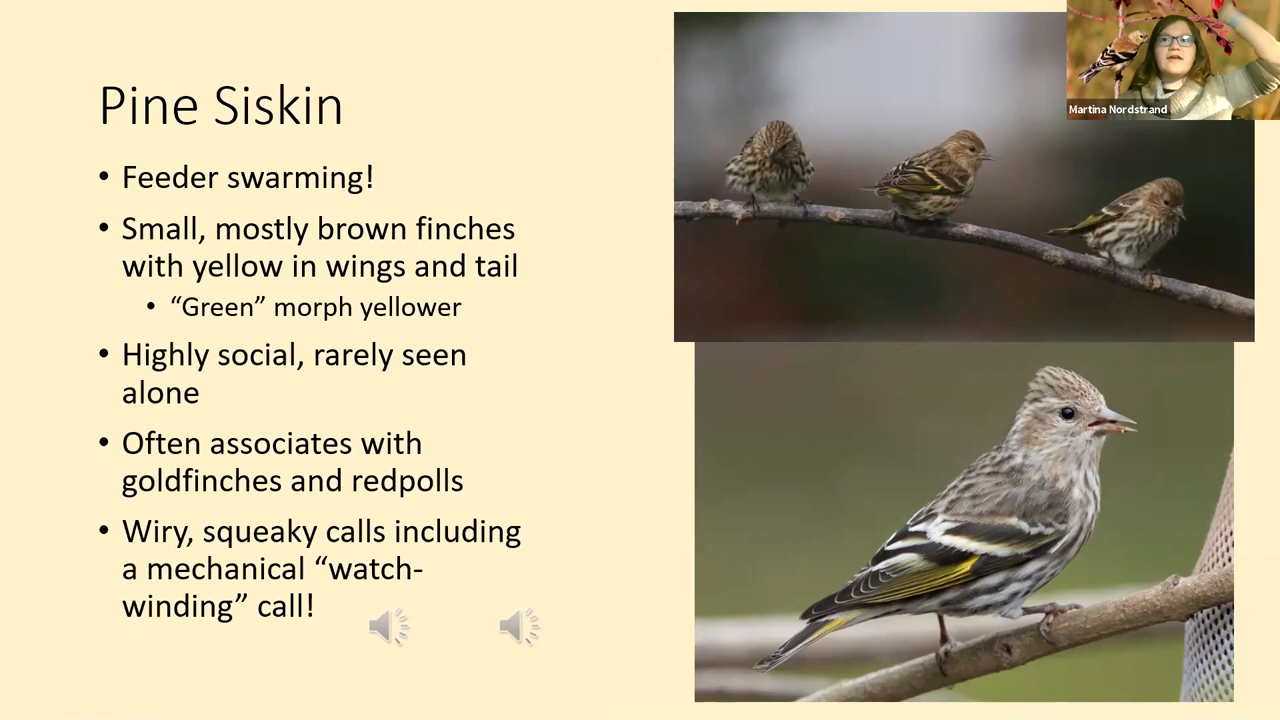 Pine Siskin
• Feeder swarming!
• Small, mostly brown finches
with yellow in wings and tail
• “Green” morph yellower
• Highly social, rarely seen
alone
• Often associates with
goldfinches and redpolls
• Wiry, squeaky calls including
a mechanical “watch-
winding” call!
Martina Nordstrand